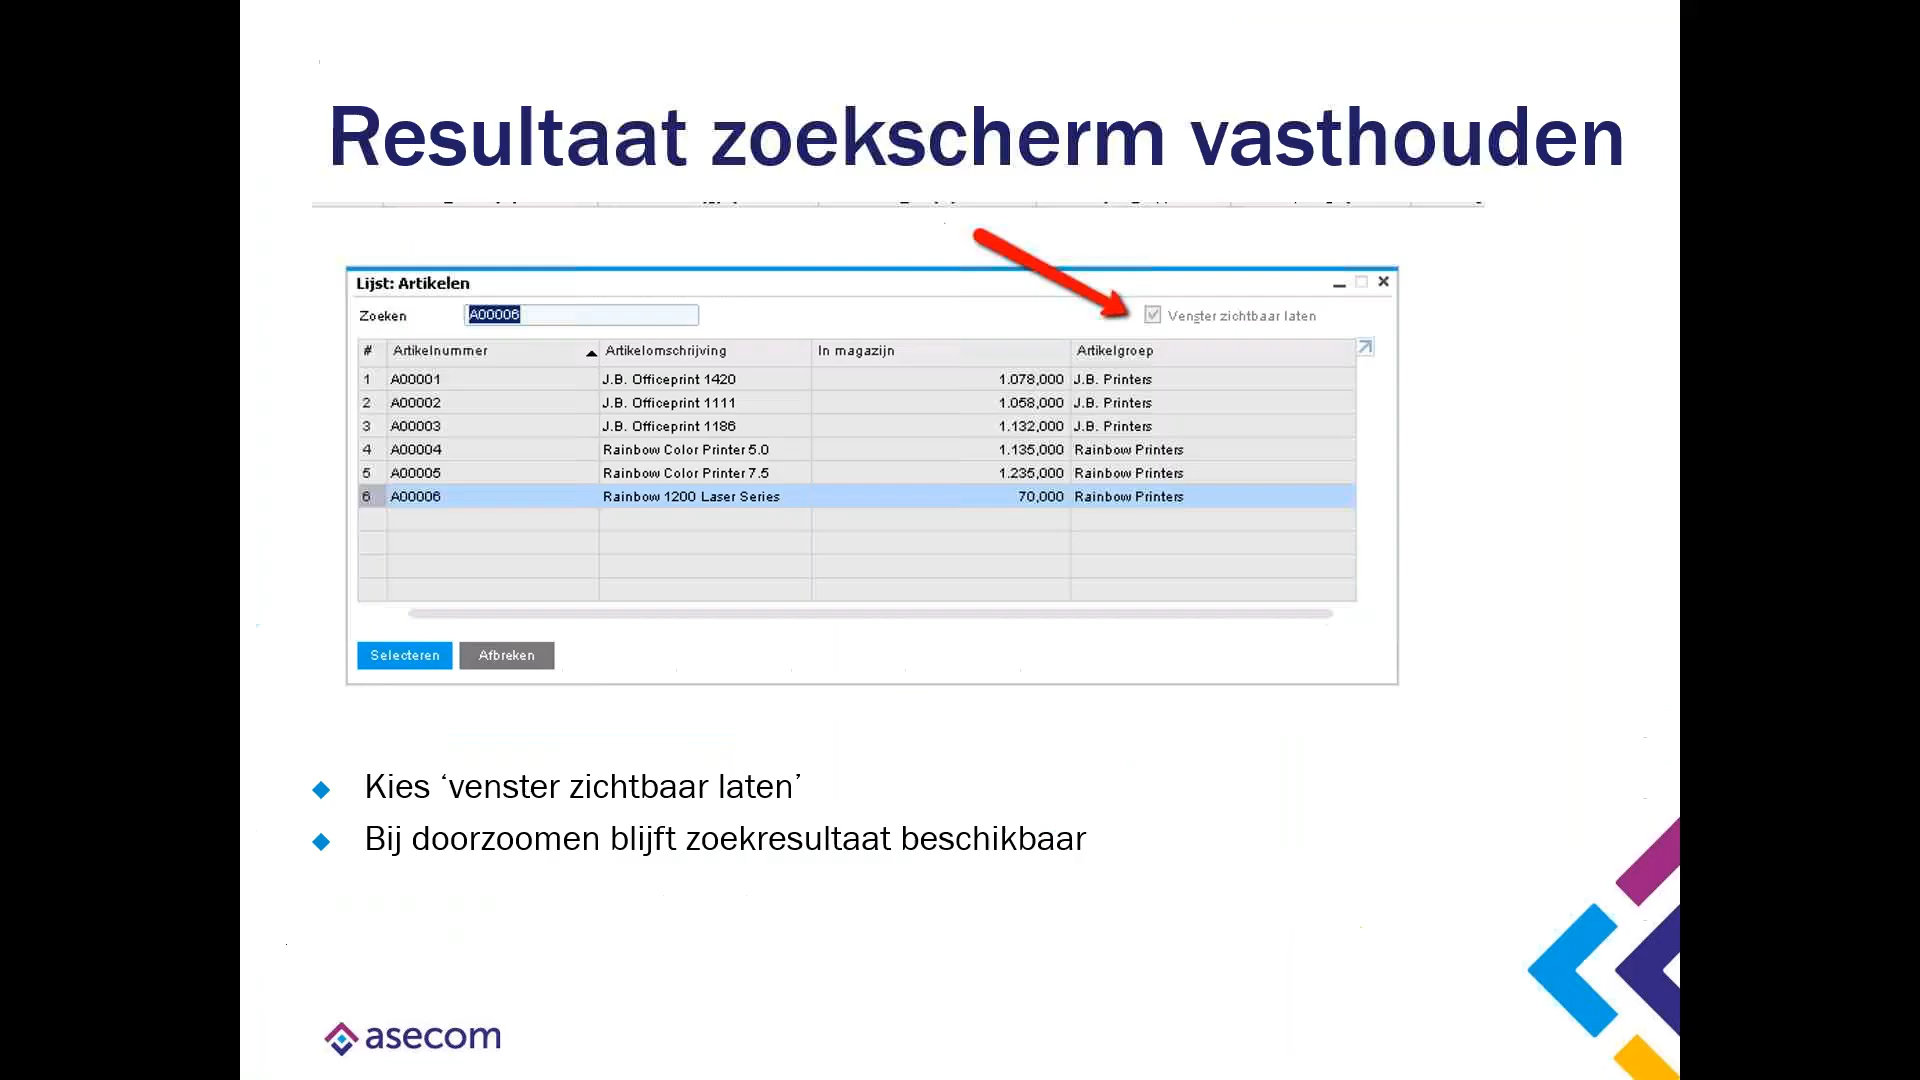 Resultaat zoekscherm vasthouden
Lijst: Artikelen
Zoeken A00006 Venster zichtbaar laten
# Artikelnummer Artikelomschrijving In magazijn Artikelgroep
1 A00001 J.B. Officeprint 1420 1.078,000 J.B. Printers
2 A00002 J.B. Officeprint 1111 1.058,000 J.B. Printers
3 A00003 J.B. Officeprint 1186 1.132,000 J.B. Printers
4 A00004 Rainbow Color Printer 5.0 1.135,000 Rainbow Printers
5 A00005 Rainbow Color Printer 7.5 1.235,000 Rainbow Printers
6 A00006 Rainbow 1200 Laser Series 70,000 Rainbow Printers
Selecteren Afbreken
Kies ‘venster zichtbaar laten’
Bij doorzoomen blijft zoekresultaat beschikbaar
asecom